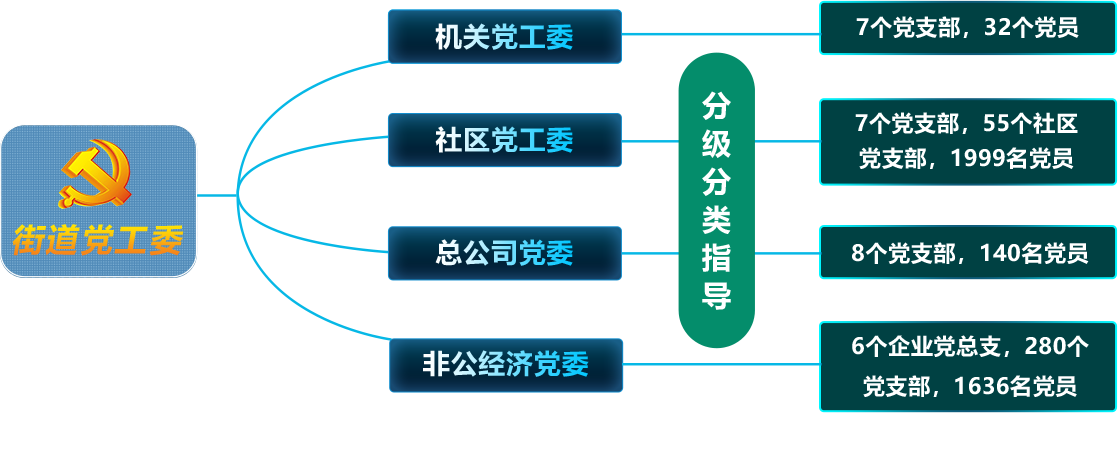 街道党工委
机关党工委
社区党工委
总公司党委
非公经济党委
分级分类指导
7个党支部，32个党员
7个党支部，55个社区
党支部，1999名党员
8个党支部，140名党员
6个企业党总支，280个
党支部，1636名党员